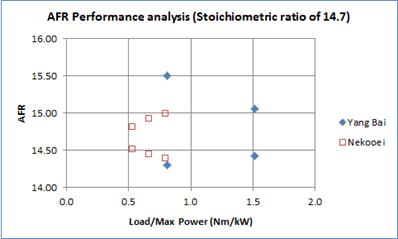 AFR Performance analysis (Stoichiometric ratio of 14.7)
16.00
15.50
15.00
14.50
14.00
AFR
0.0 0.5 1.0 1.5 2.0
Load/Max Power (Nm/kW)
Yang Bai
Nekooei